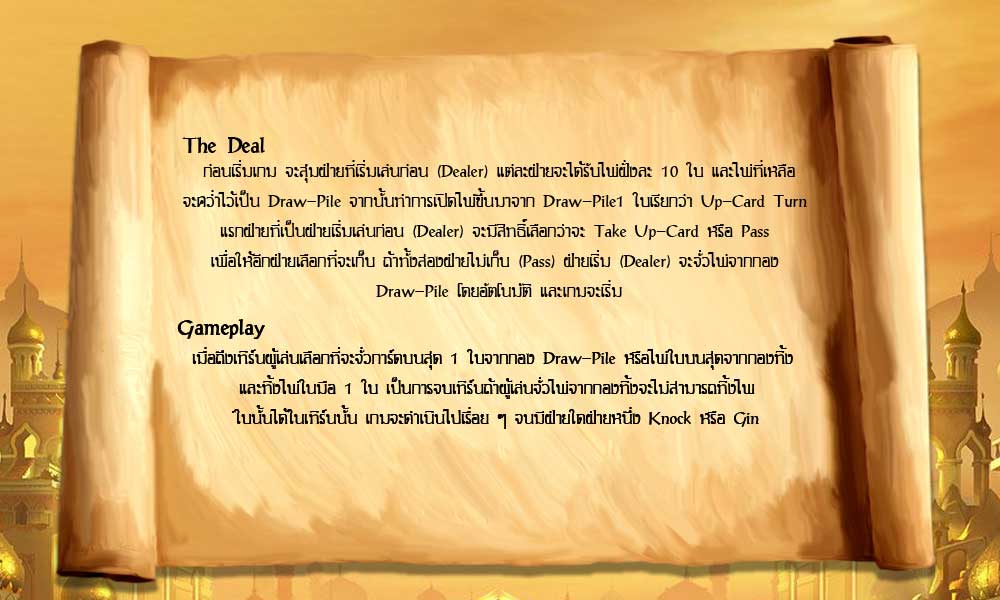 The Deal
ก่อนเริ่มเกม จะสุ่มฝ่ายที่เริ่มเล่นก่อน (Dealer) แต่ละฝ่ายจะได้รับไพ่ฝั่งละ 10 ใบ และไพ่ที่เหลือ
จะคว่ำไว้เป็น Draw-Pile จากนั้นทำการเปิดไพ่ขึ้นมาจาก Draw-Pile1 ใบเรียกว่า Up-Card Turn
แรกฝ่ายที่เป็นฝ่ายเริ่มเล่นก่อน (Dealer) จะมีสิทธิ์เลือกว่าจะ Take Up-Card หรือ Pass
เพื่อให้อีกฝ่ายเลือกที่จะเก็บ ถ้าทั้งสองฝ่ายไม่เก็บ (Pass) ฝ่ายเริ่ม (Dealer) จะจั่วไพ่จากกอง
Draw-Pile โดยอัตโนมัติ และเกมจะเริ่ม
Gameplay
เมื่อถึงเทิร์นผู้เล่นเลือกที่จะจั่วการ์ดบนสุด 1 ใบจากกอง Draw-Pile หรือไพ่ใบบนสุดจากกองทิ้ง
และทิ้งไพ่ในมือ 1 ใบ เป็นการจบเทิร์นถ้าผู้เล่นจั่วไพ่จากกองทิ้งจะไม่สามารถทิ้งไพ่
ใบนั้นได้ในเทิร์นนั้น เกมจะดำเนินไปเรื่อย ๆ จนมีฝ่ายใดฝ่ายหนึ่ง Knock หรือ Gin